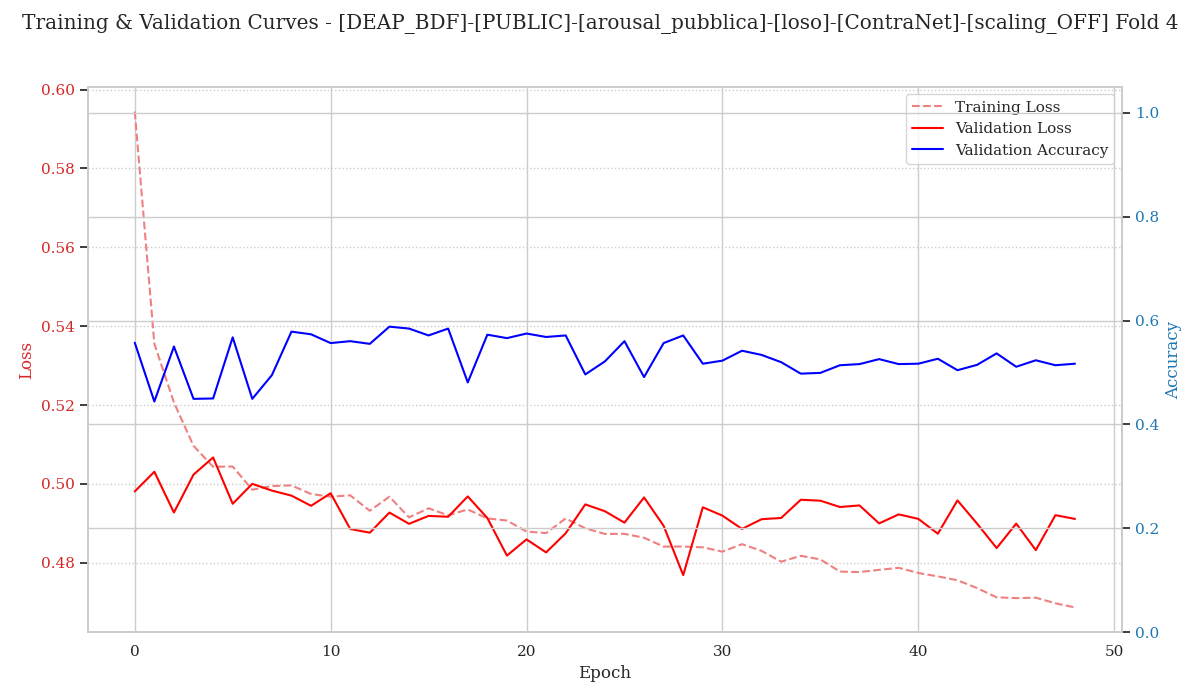 Training & Validation Curves - [DEAP_BDF]-[PUBLIC]-[arousal_pubblica]-[loso]-[ContraNet]-[scaling_OFF] Fold 4
Training Loss
Validation Loss
Validation Accuracy
Loss
0.60
0.58
0.56
0.54
0.52
0.50
0.48
Accuracy
1.0
0.8
0.6
0.4
0.2
0.0
0
10
20
30
40
50
Epoch